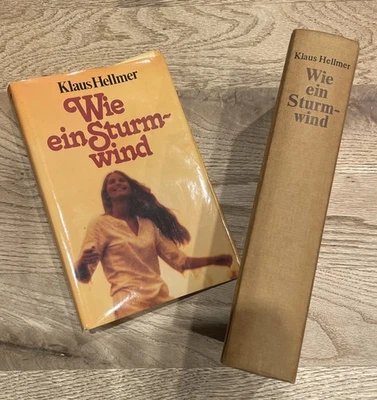 Klaus Hellmer
Wie
ein Sturm-
wind
Klaus Hellmer
Wie
ein
Sturm-
wind